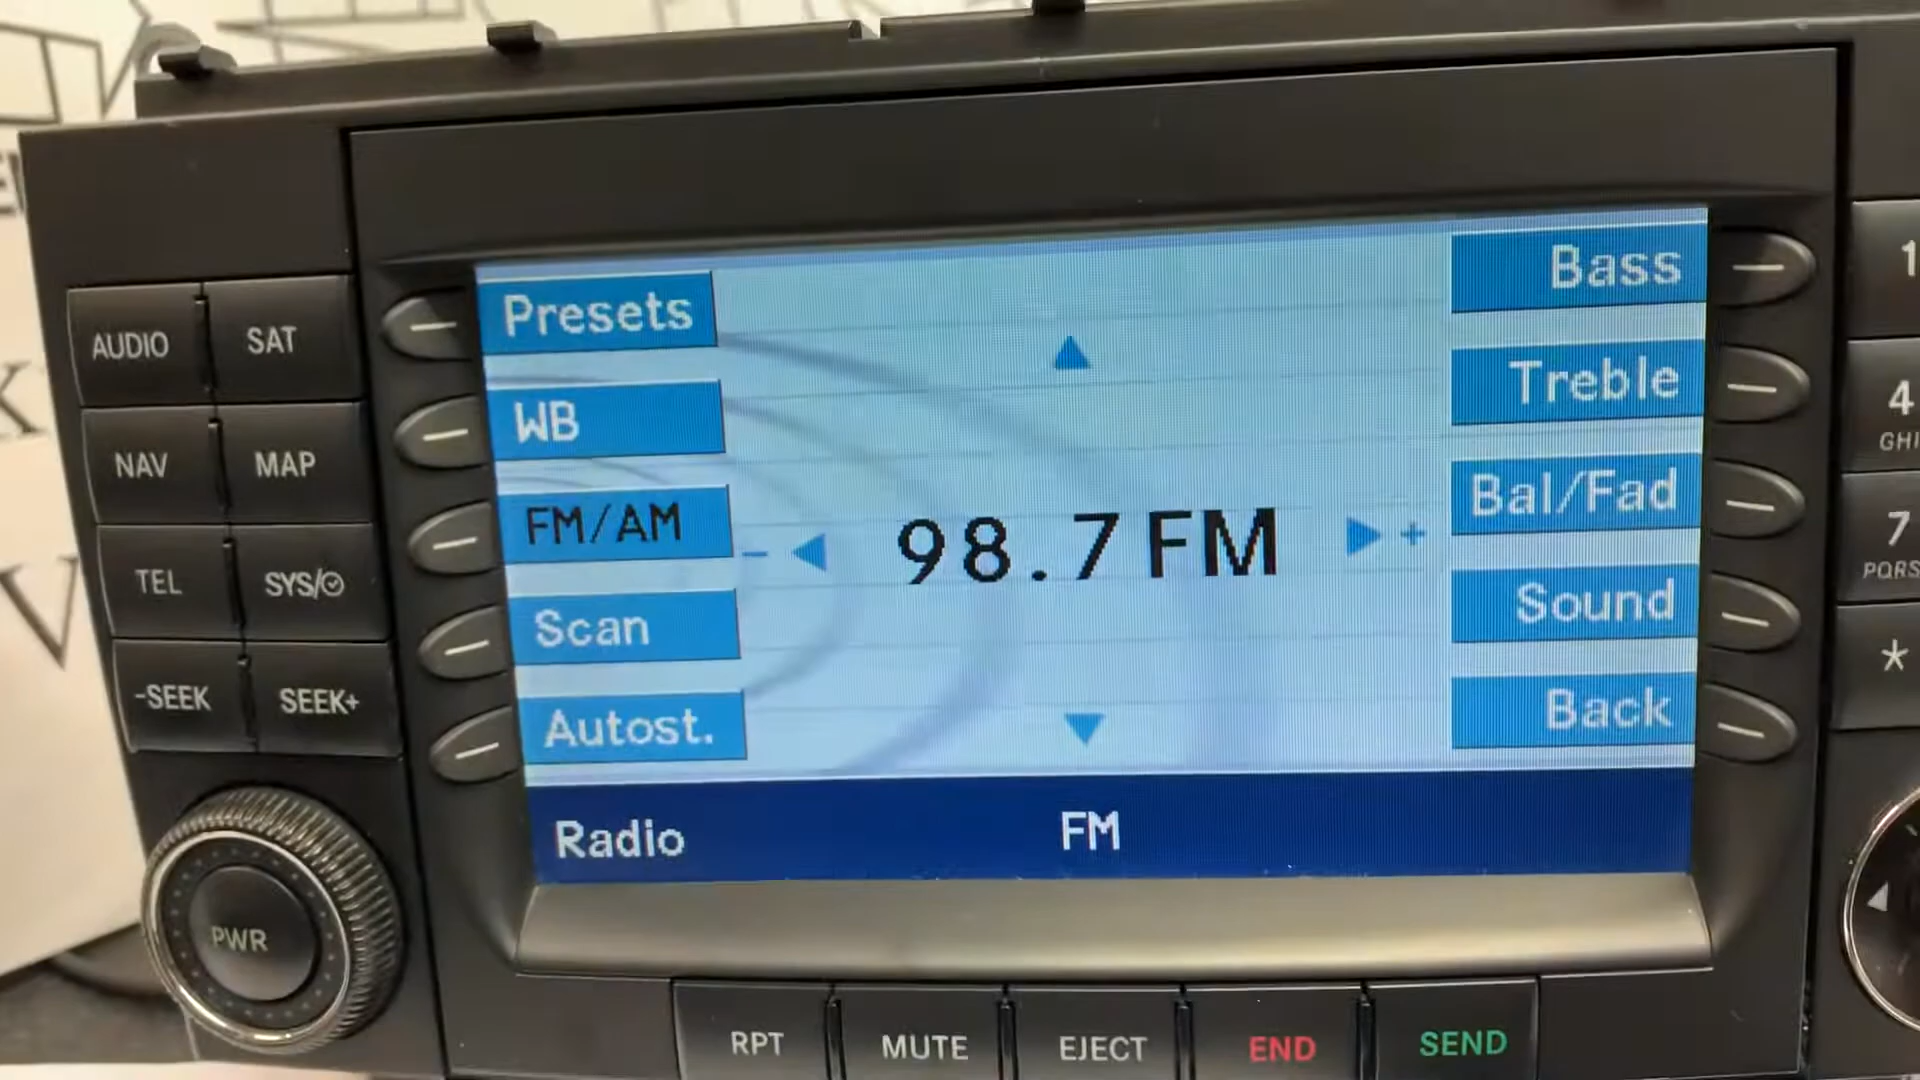 AUDIO
SAT
NAV
MAP
TEL
SYS/
-SEEK
SEEK+
PWR
Presets
WB
FM/AM
Scan
Autost.
- 98.7 FM +
Bass
Treble
Bal/Fad
Sound
Back
Radio
FM
RPT
MUTE
EJECT
END
SEND
1
4
GHI
7
PQRS
*